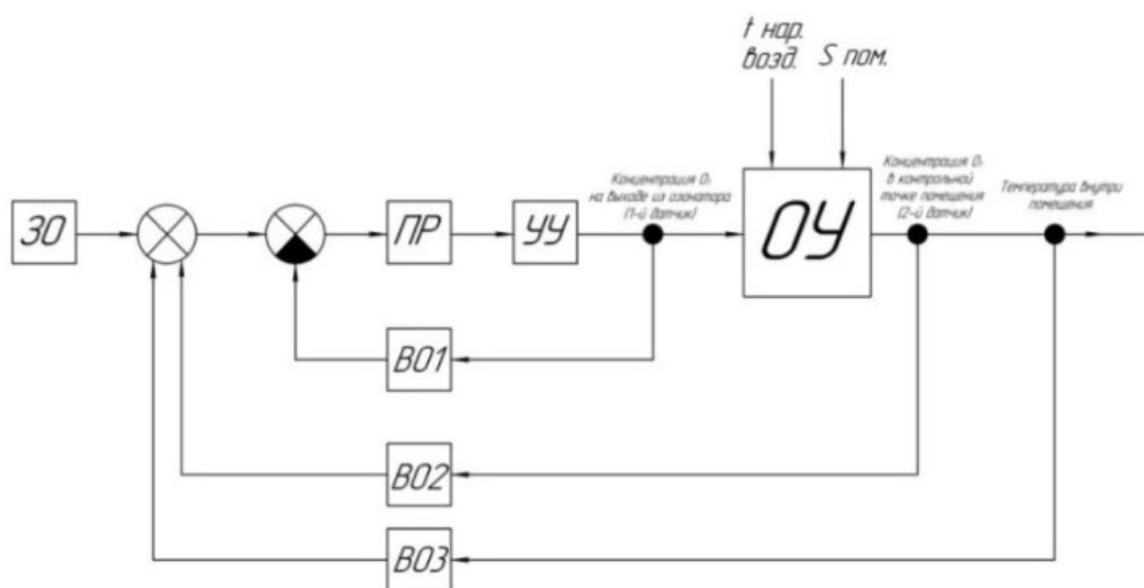 t нар.
возд.
S пом.
Концентрация O₃
на выходе из озонатора
(1-й датчик)
Концентрация O₃
в контрольной
точке помещения
(2-й датчик)
Температура внутри
помещения
ЗО
ПР
УУ
ОУ
ВО1
ВО2
ВО3